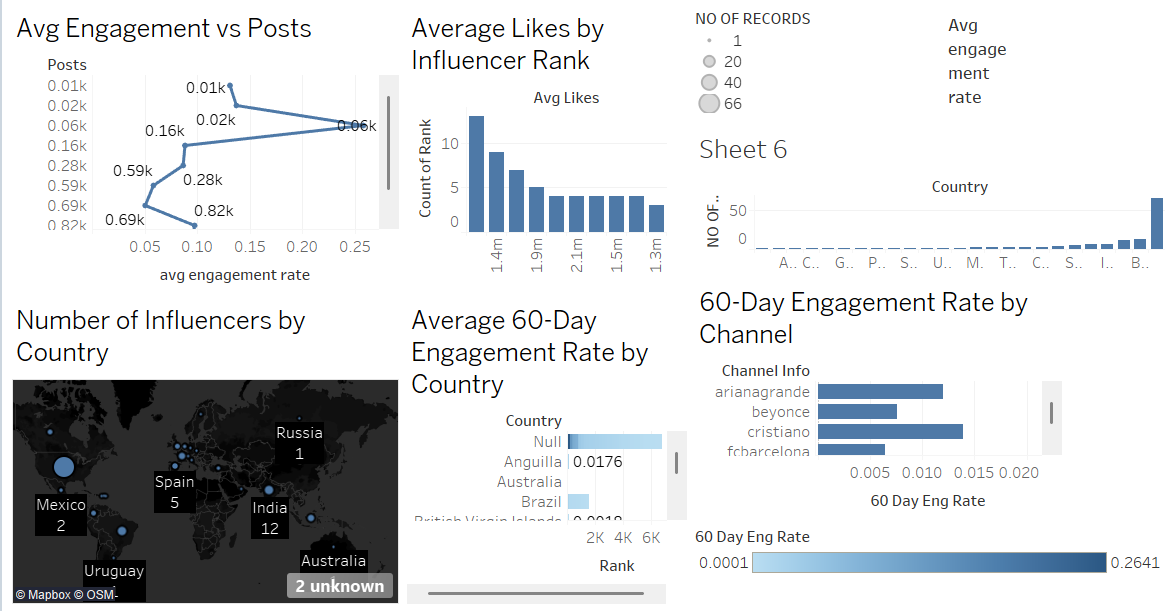 Avg Engagement vs Posts
Posts
0.01k
0.02k
0.06k
0.16k
0.28k
0.59k
0.69k
0.82k
0.01k
0.02k
0.06k
0.16k
0.28k
0.59k
0.69k
0.82k
0.05 0.10 0.15 0.20 0.25
avg engagement rate
Average Likes by
Influencer Rank
Avg Likes
Count of Rank
10
5
0
1.4m 1.9m 2.1m 1.5m 1.3m
NO OF RECORDS
1
20
40
66
Avg
engage
ment
rate
Sheet 6
Country
NO OF..
50
0
A.. C.. G.. P.. S.. U.. M. T.. C.. S.. I.. B..
Number of Influencers by
Country
Russia
1
Spain
5
Mexico
2
India
12
Uruguay
Australia
2 unknown
© Mapbox © OSM
Average 60-Day
Engagement Rate by
Country
Country
Null
Anguilla 0.0176
Australia
Brazil
British Virgin Islands 0.0018
2K 4K 6K
Rank
60-Day Engagement Rate by
Channel
Channel Info
arianagrande
beyonce
cristiano
fcbarcelona
0.005 0.010 0.015 0.020
60 Day Eng Rate
60 Day Eng Rate
0.0001 0.2641